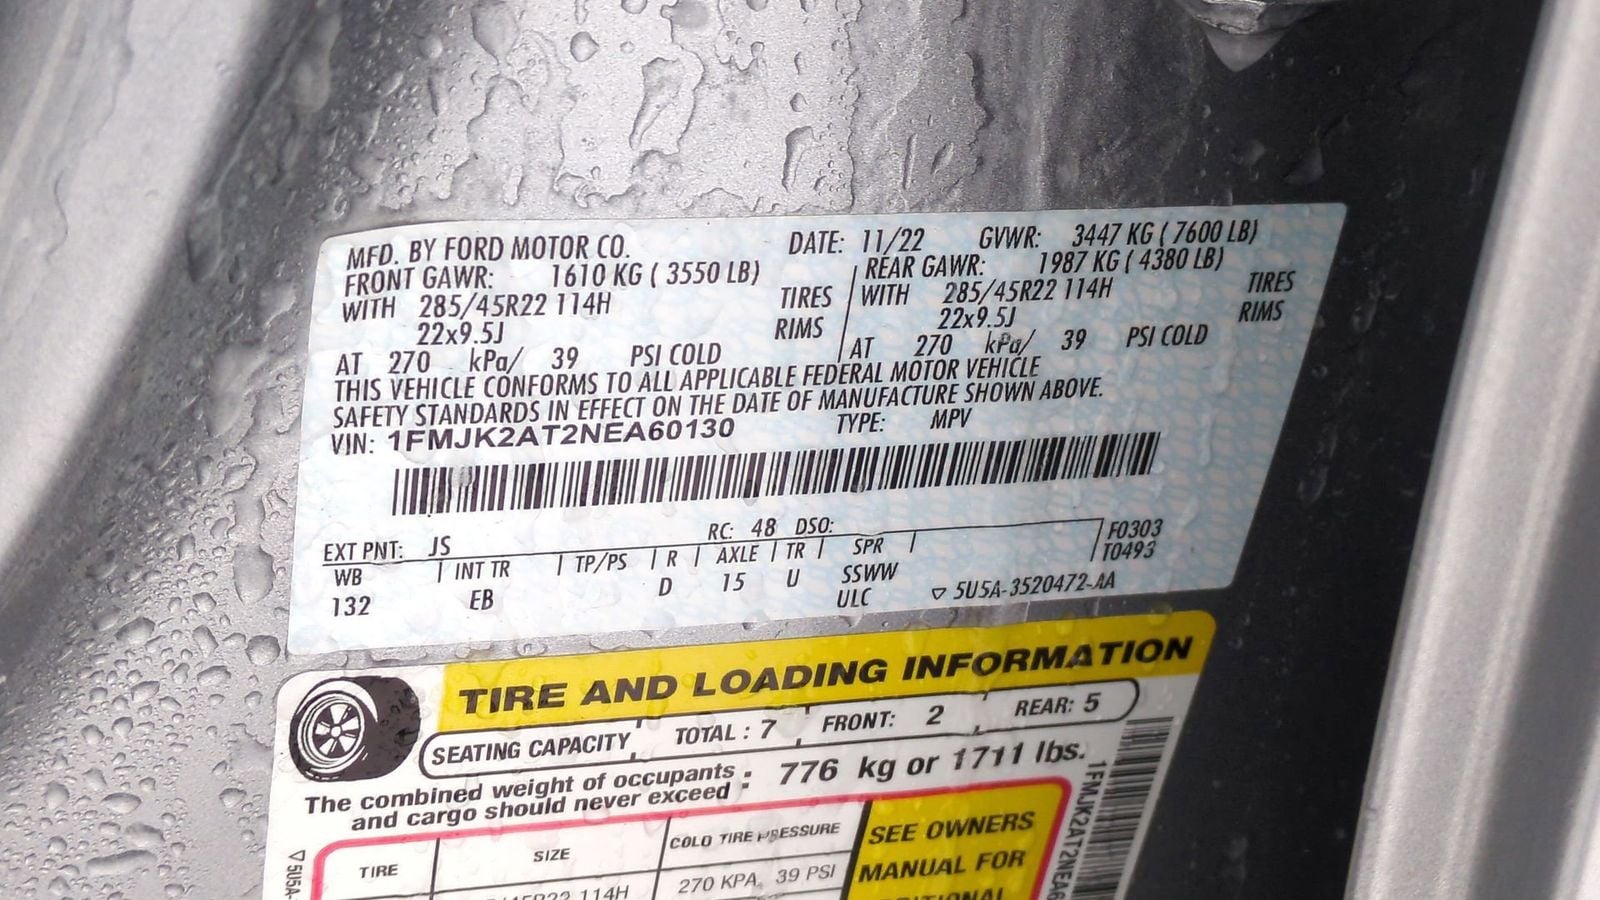 MFD. BY FORD MOTOR CO. DATE: 11/22 GVWR: 3447 KG ( 7600 LB)
FRONT GAWR: 1610 KG ( 3550 LB) REAR GAWR: 1987 KG ( 4380 LB)
WITH 285/45R22 114H TIRES WITH 285/45R22 114H TIRES
22x9.5J RIMS 22x9.5J RIMS
AT 270 kPa/ 39 PSI COLD AT 270 kPa/ 39 PSI COLD
THIS VEHICLE CONFORMS TO ALL APPLICABLE FEDERAL MOTOR VEHICLE
SAFETY STANDARDS IN EFFECT ON THE DATE OF MANUFACTURE SHOWN ABOVE.
VIN: 1FMJK2AT2NEA60130 TYPE: MPV
EXT PNT: JS RC: 48 DSO: F0303
WB INT TR TP/PS R AXLE TR SPR T0493
132 EB D 15 U SSWW
ULC 5U5A-3520472-AA
TIRE AND LOADING INFORMATION
SEATING CAPACITY TOTAL : 7 FRONT: 2 REAR: 5
The combined weight of occupants and cargo should never exceed : 776 kg or 1711 lbs.
TIRE SIZE COLD TIRE PRESSURE SEE OWNERS
MANUAL FOR
114H 270 KPA, 39 PSI
5U5A-
1FMJK2AT2NEA6